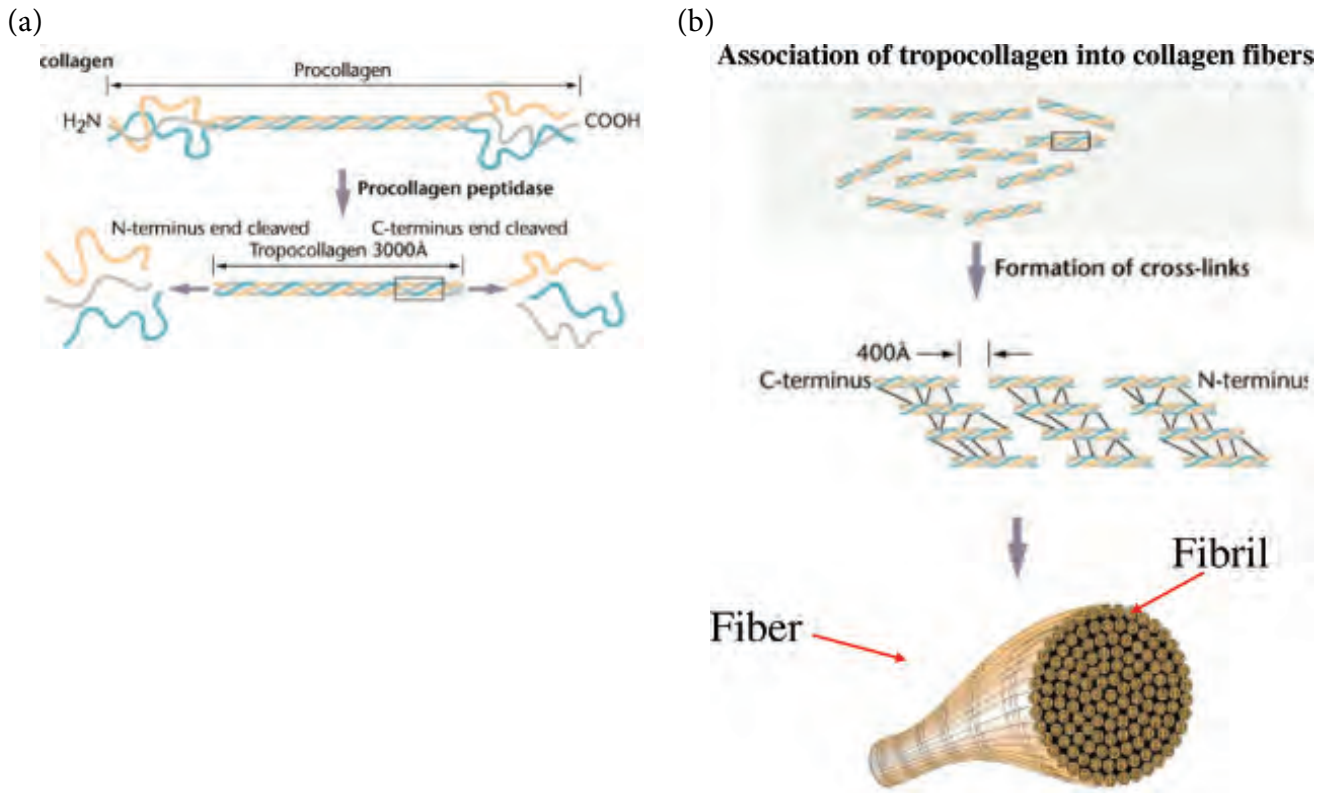 (a)
collagen
Procollagen
H₂N
COOH
Procollagen peptidase
N-terminus end cleaved C-terminus end cleaved
Tropocollagen 3000Å
(b)
Association of tropocollagen into collagen fibers
Formation of cross-links
400Å
C-terminus
N-terminus
Fibril
Fiber